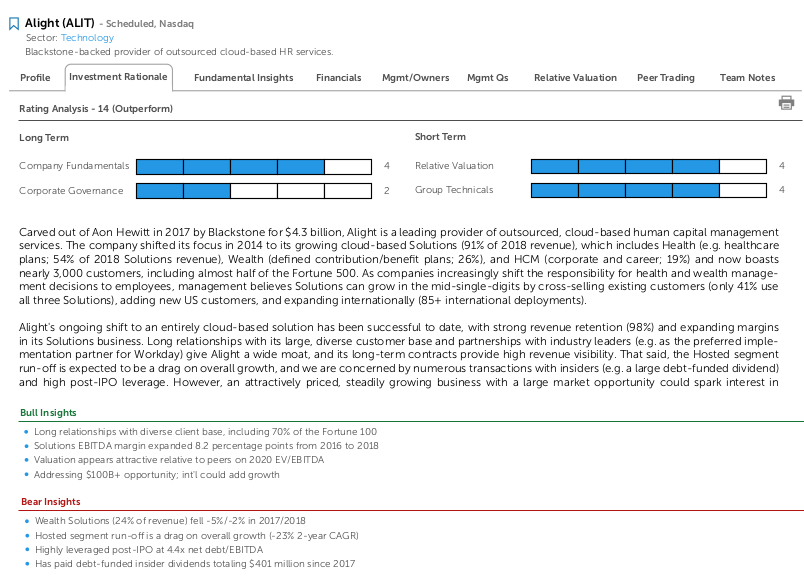 Alight (ALIT) - Scheduled, Nasdaq
Sector: Technology
Blackstone-backed provider of outsourced cloud-based HR services.
Profile Investment Rationale Fundamental Insights Financials Mgmt/Owners Mgmt Qs Relative Valuation Peer Trading Team Notes
Rating Analysis - 14 (Outperform)
Long Term Short Term
Company Fundamentals 4 Relative Valuation 4
Corporate Governance 2 Group Technicals 4
Carved out of Aon Hewitt in 2017 by Blackstone for $4.3 billion, Alight is a leading provider of outsourced, cloud-based human capital management
services. The company shifted its focus in 2014 to its growing cloud-based Solutions (91% of 2018 revenue), which includes Health (e.g. healthcare
plans; 54% of 2018 Solutions revenue), Wealth (defined contribution/benefit plans; 26%), and HCM (corporate and career; 19%) and now boasts
nearly 3,000 customers, including almost half of the Fortune 500. As companies increasingly shift the responsibility for health and wealth manage-
ment decisions to employees, management believes Solutions can grow in the mid-single-digits by cross-selling existing customers (only 41% use
all three Solutions), adding new US customers, and expanding internationally (85+ international deployments).
Alight's ongoing shift to an entirely cloud-based solution has been successful to date, with strong revenue retention (98%) and expanding margins
in its Solutions business. Long relationships with its large, diverse customer base and partnerships with industry leaders (e.g. as the preferred imple-
mentation partner for Workday) give Alight a wide moat, and its long-term contracts provide high revenue visibility. That said, the Hosted segment
run-off is expected to be a drag on overall growth, and we are concerned by numerous transactions with insiders (e.g. a large debt-funded dividend)
and high post-IPO leverage. However, an attractively priced, steadily growing business with a large market opportunity could spark interest in
Bull Insights
• Long relationships with diverse client base, including 70% of the Fortune 100
• Solutions EBITDA margin expanded 8.2 percentage points from 2016 to 2018
• Valuation appears attractive relative to peers on 2020 EV/EBITDA
• Addressing $100B+ opportunity; int'l could add growth
Bear Insights
• Wealth Solutions (24% of revenue) fell -5%/-2% in 2017/2018
• Hosted segment run-off is a drag on overall growth (-23% 2-year CAGR)
• Highly leveraged post-IPO at 4.4x net debt/EBITDA
• Has paid debt-funded insider dividends totaling $401 million since 2017